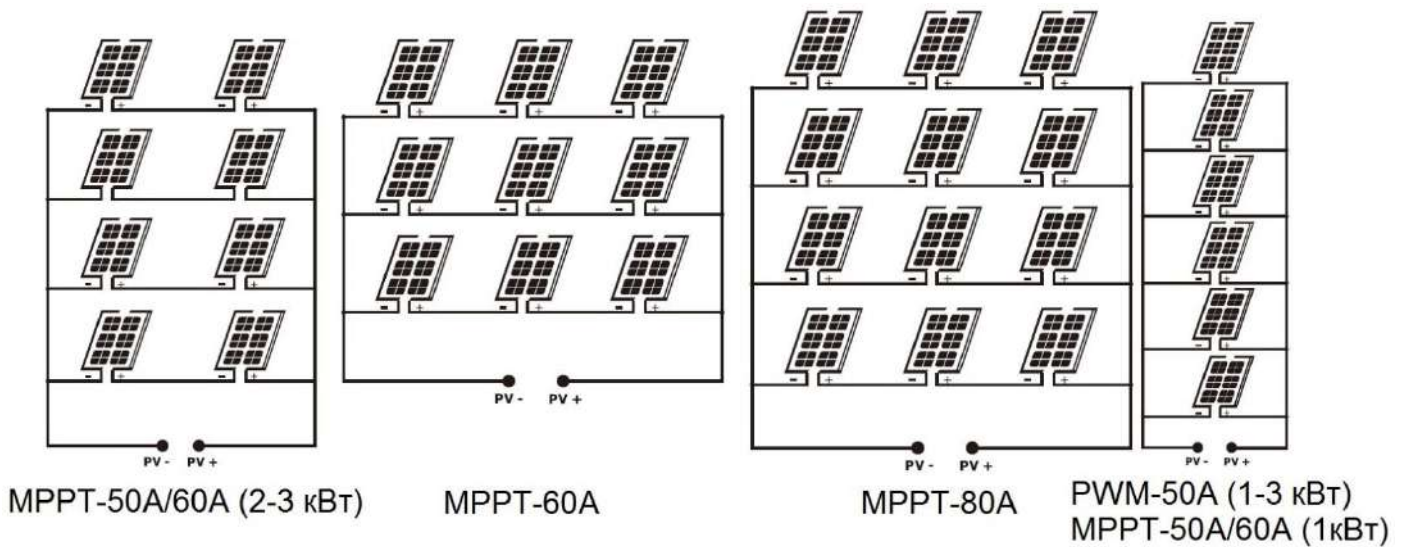 PV - PV +
PV - PV +
PV - PV +
PV - PV +
MPPT-50A/60A (2-3 кВт)
MPPT-60A
MPPT-80A
PWM-50A (1-3 кВт)
MPPT-50A/60A (1кВт)